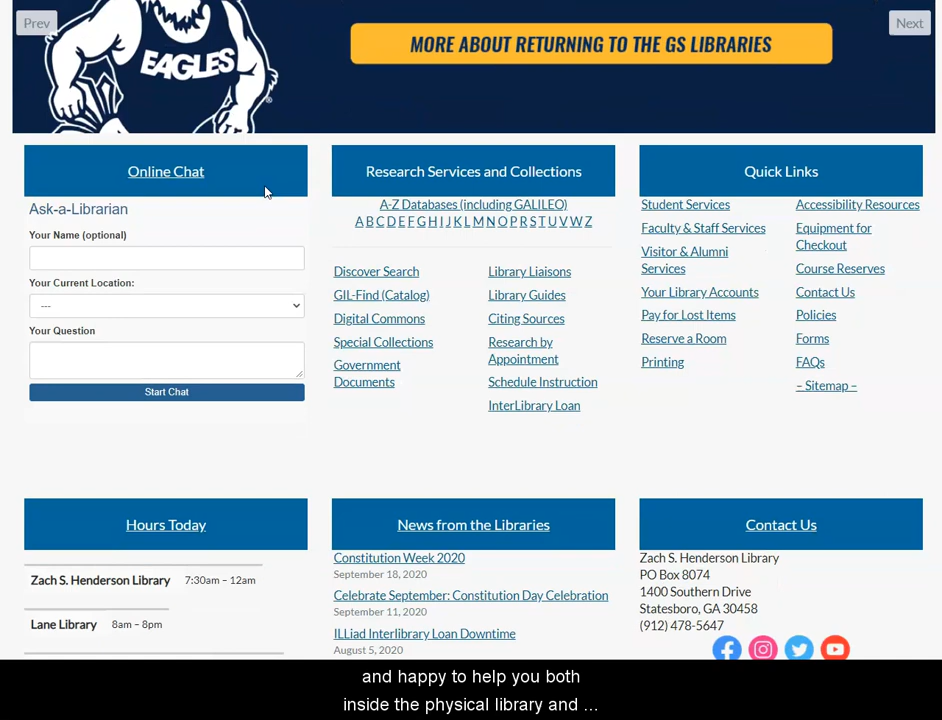 Prev
Next
EAGLES
®
MORE ABOUT RETURNING TO THE GS LIBRARIES
Online Chat
Ask-a-Librarian
Your Name (optional)
Your Current Location:
---
Your Question
Start Chat
Research Services and Collections
A-Z Databases (including GALILEO)
A B C D E F G H I J K L M N O P R S T U V W Z
Discover Search
GIL-Find (Catalog)
Digital Commons
Special Collections
Government
Documents
Library Liaisons
Library Guides
Citing Sources
Research by
Appointment
Schedule Instruction
InterLibrary Loan
Quick Links
Student Services
Faculty & Staff Services
Visitor & Alumni
Services
Your Library Accounts
Pay for Lost Items
Reserve a Room
Printing
Accessibility Resources
Equipment for
Checkout
Course Reserves
Contact Us
Policies
Forms
FAQs
– Sitemap –
Hours Today
Zach S. Henderson Library 7:30am – 12am
Lane Library 8am – 8pm
News from the Libraries
Constitution Week 2020
September 18, 2020
Celebrate September: Constitution Day Celebration
September 11, 2020
ILLiad Interlibrary Loan Downtime
August 5, 2020
Contact Us
Zach S. Henderson Library
PO Box 8074
1400 Southern Drive
Statesboro, GA 30458
(912) 478-5647
and happy to help you both
inside the physical library and ...